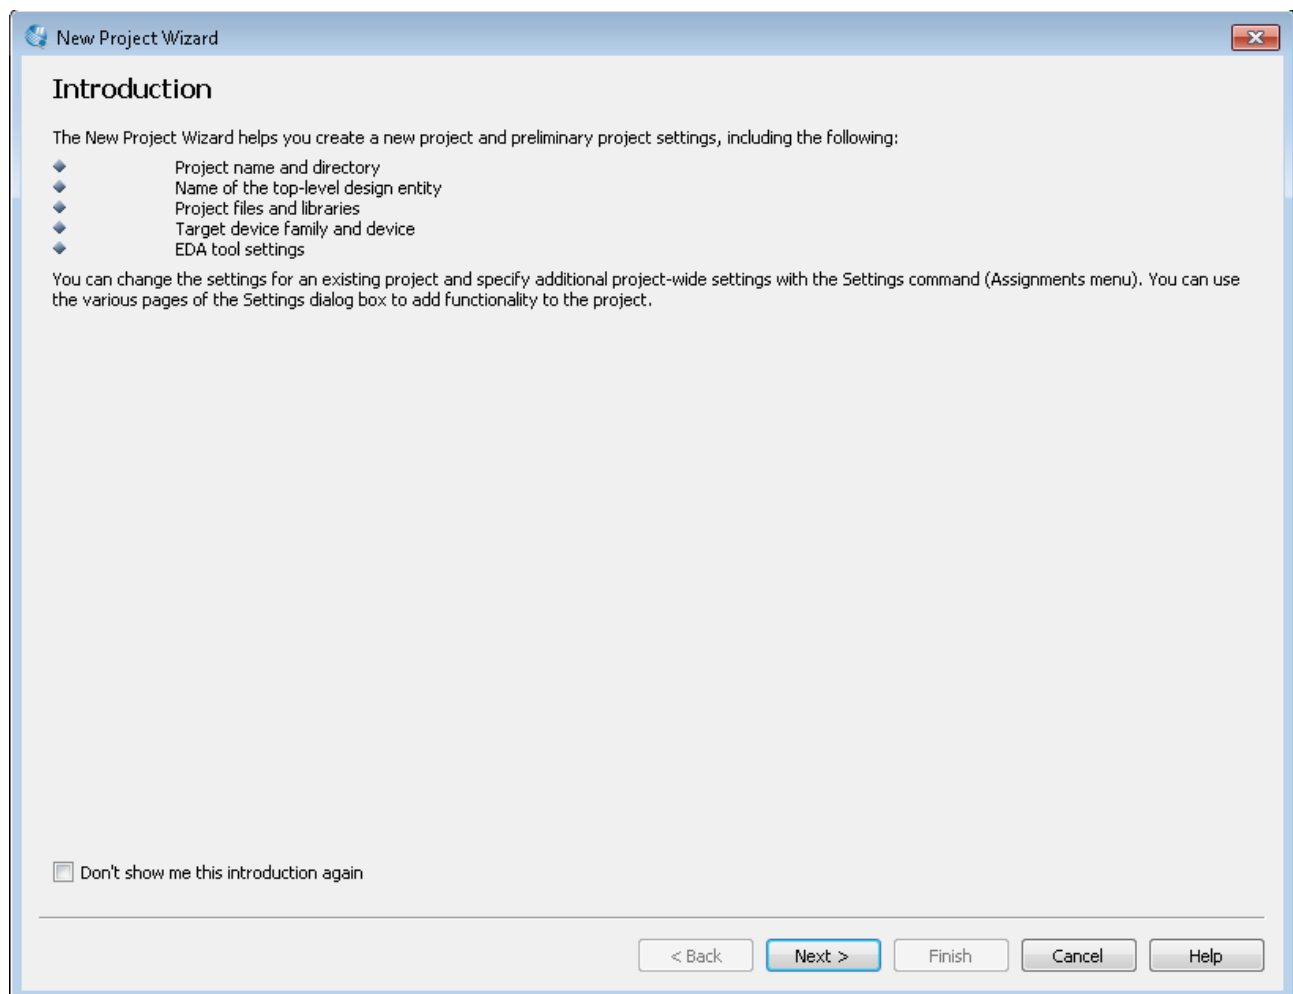 New Project Wizard
Introduction
The New Project Wizard helps you create a new project and preliminary project settings, including the following:
Project name and directory
Name of the top-level design entity
Project files and libraries
Target device family and device
EDA tool settings
You can change the settings for an existing project and specify additional project-wide settings with the Settings command (Assignments menu). You can use
the various pages of the Settings dialog box to add functionality to the project.
Don't show me this introduction again
< Back Next > Finish Cancel Help